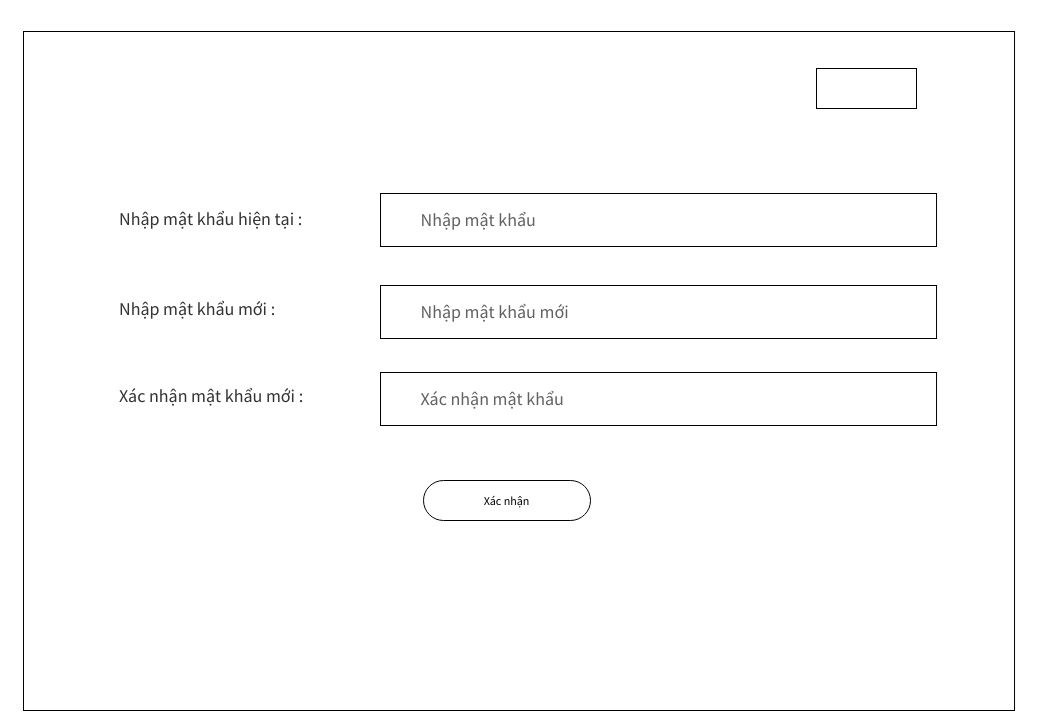 Nhập mật khẩu hiện tại :
Nhập mật khẩu
Nhập mật khẩu mới :
Nhập mật khẩu mới
Xác nhận mật khẩu mới :
Xác nhận mật khẩu
Xác nhận